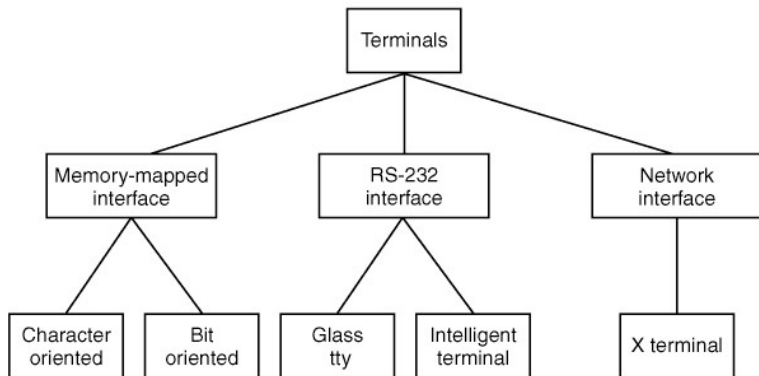 Terminals
Memory-mapped
interface
RS-232
interface
Network
interface
Character
oriented
Bit
oriented
Glass
tty
Intelligent
terminal
X terminal